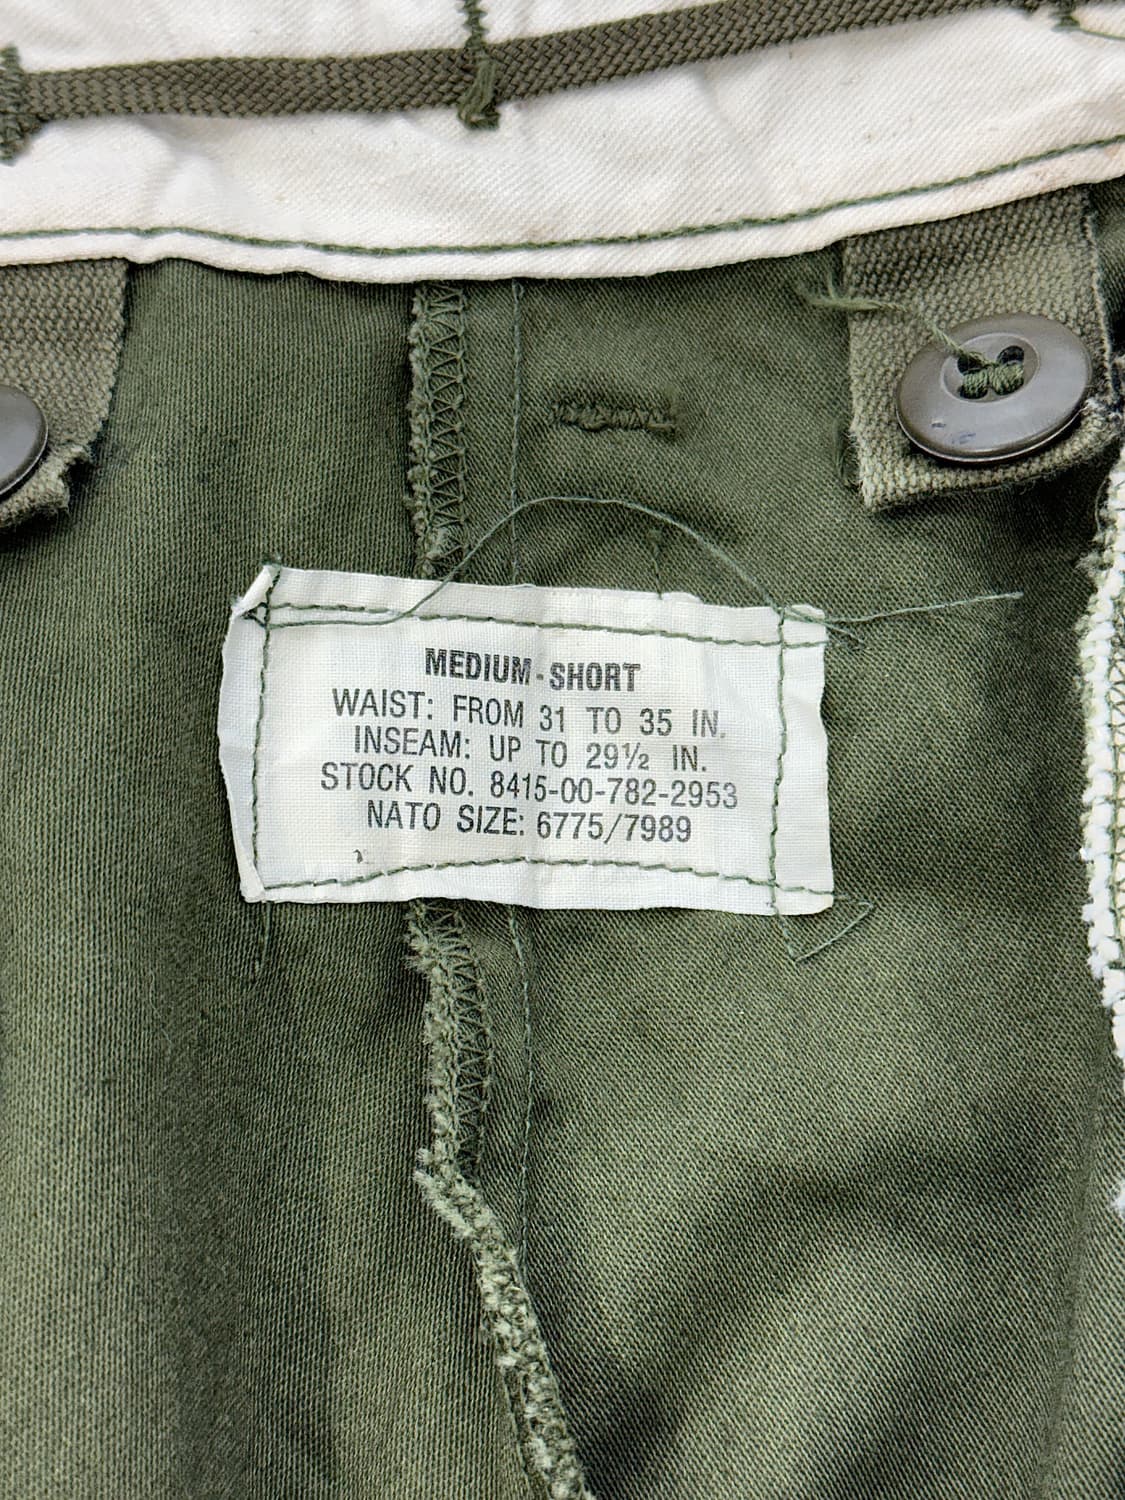 MEDIUM-SHORT
WAIST: FROM 31 TO 35 IN.
INSEAM: UP TO 29½ IN.
STOCK NO. 8415-00-782-2953
NATO SIZE: 6775/7989